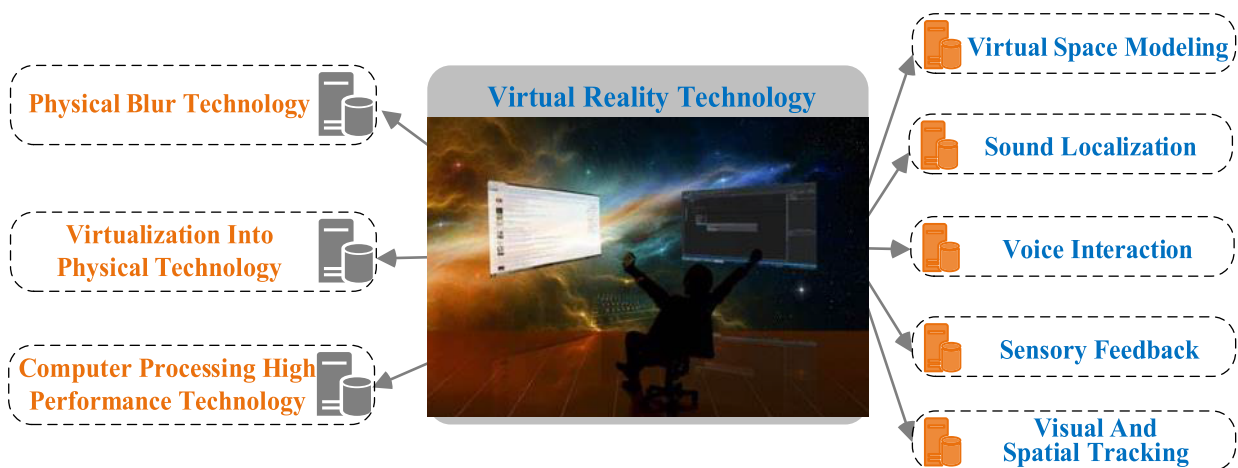 Physical Blur Technology
Virtualization Into
Physical Technology
Computer Processing High
Performance Technology
Virtual Reality Technology
Virtual Space Modeling
Sound Localization
Voice Interaction
Sensory Feedback
Visual And
Spatial Tracking